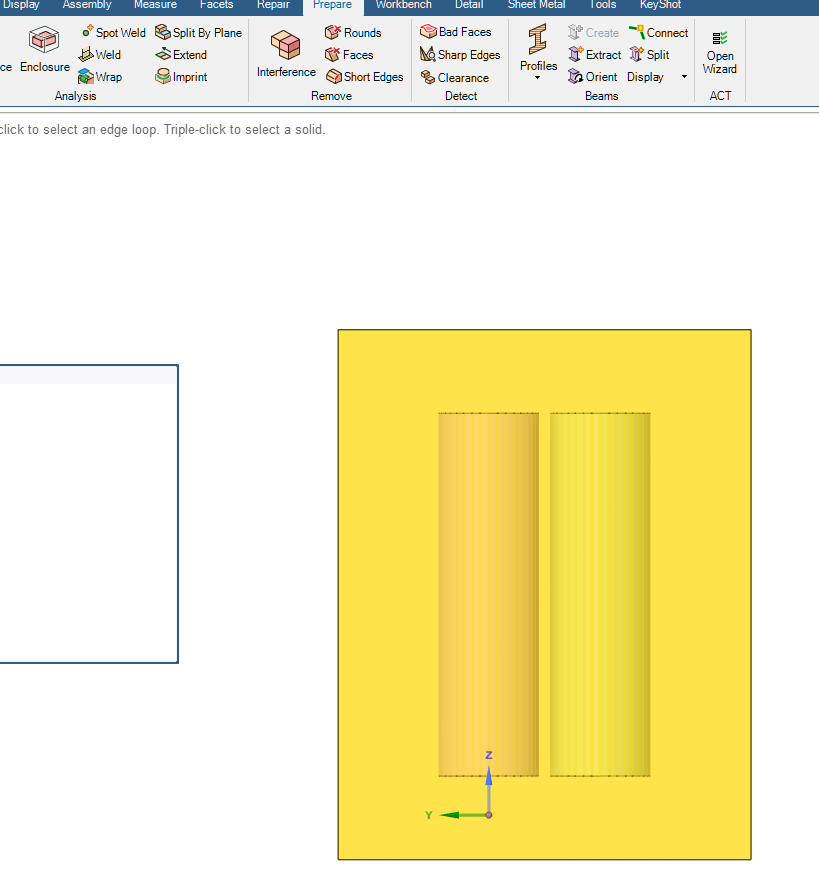 Display Assembly Measure Facets Repair Prepare Workbench Detail Sheet Metal Tools KeyShot
Spot Weld Split By Plane Rounds Bad Faces Create Connect
Weld Extend Faces Sharp Edges Extract Split
ce Enclosure Wrap Imprint Interference Short Edges Clearance Profiles Orient Display Open Wizard
Analysis Remove Detect Beams ACT
click to select an edge loop. Triple-click to select a solid.
Z
Y